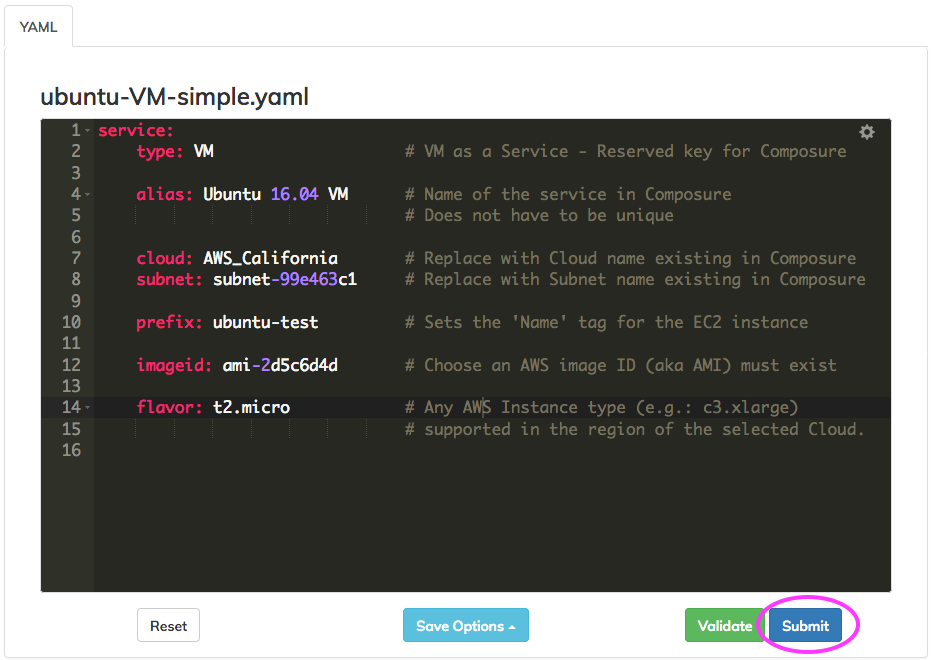 YAML
ubuntu-VM-simple.yaml
1 service:
2     type: VM                    # VM as a Service - Reserved key for Composure
3
4     alias: Ubuntu 16.04 VM      # Name of the service in Composure
5                                 # Does not have to be unique
6
7     cloud: AWS_California       # Replace with Cloud name existing in Composure
8     subnet: subnet-99e463c1     # Replace with Subnet name existing in Composure
9
10     prefix: ubuntu-test         # Sets the 'Name' tag for the EC2 instance
11
12     imageid: ami-2d5c6d4d       # Choose an AWS image ID (aka AMI) must exist
13
14     flavor: t2.micro            # Any AWS Instance type (e.g.: c3.xlarge)
15                                 # supported in the region of the selected Cloud.
16
Reset Save Options Validate Submit